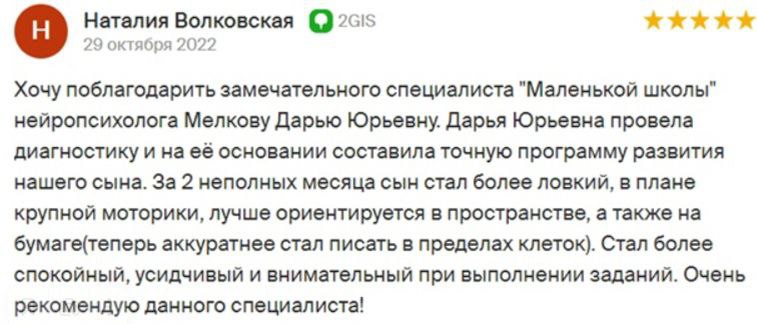 Н
Наталия Волковская 2GIS
29 октября 2022
Хочу поблагодарить замечательного специалиста "Маленькой школы"
нейропсихолога Мелкову Дарью Юрьевну. Дарья Юрьевна провела
диагностику и на её основании составила точную программу развития
нашего сына. За 2 неполных месяца сын стал более ловкий, в плане
крупной моторики, лучше ориентируется в пространстве, а также на
бумаге(теперь аккуратнее стал писать в пределах клеток). Стал более
спокойный, усидчивый и внимательный при выполнении заданий. Очень
рекомендую данного специалиста!